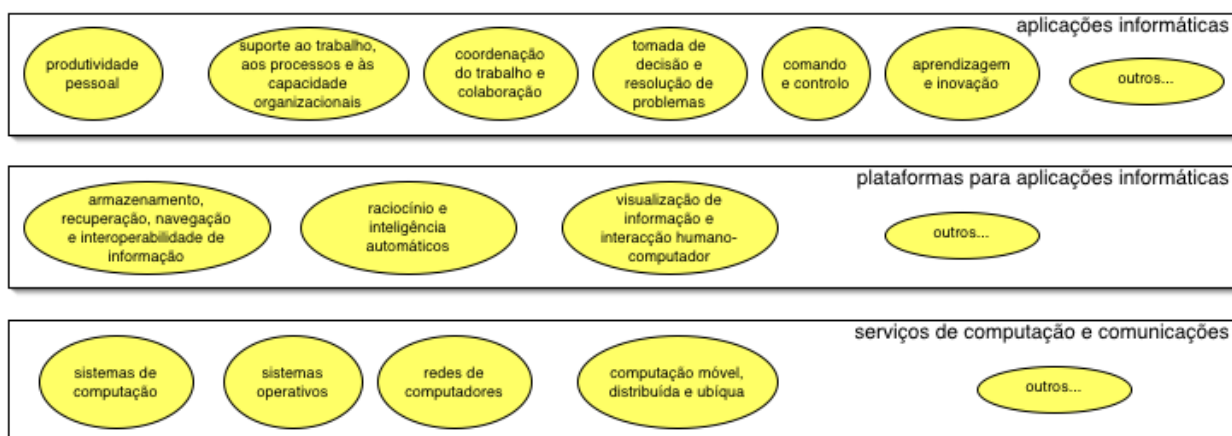 aplicações informáticas
produtividade
pessoal
suporte ao trabalho,
aos processos e às
capacidade
organizacionais
coordenação
do trabalho e
colaboração
tomada de
decisão e
resolução de
problemas
comando
e controlo
aprendizagem
e inovação
outros...
plataformas para aplicações informáticas
armazenamento,
recuperação, navegação
e interoperabilidade de
informação
raciocínio e
inteligência
automáticos
visualização de
informação e
interacção humano-
computador
outros...
serviços de computação e comunicações
sistemas de
computação
sistemas
operativos
redes de
computadores
computação móvel,
distribuída e ubíqua
outros...